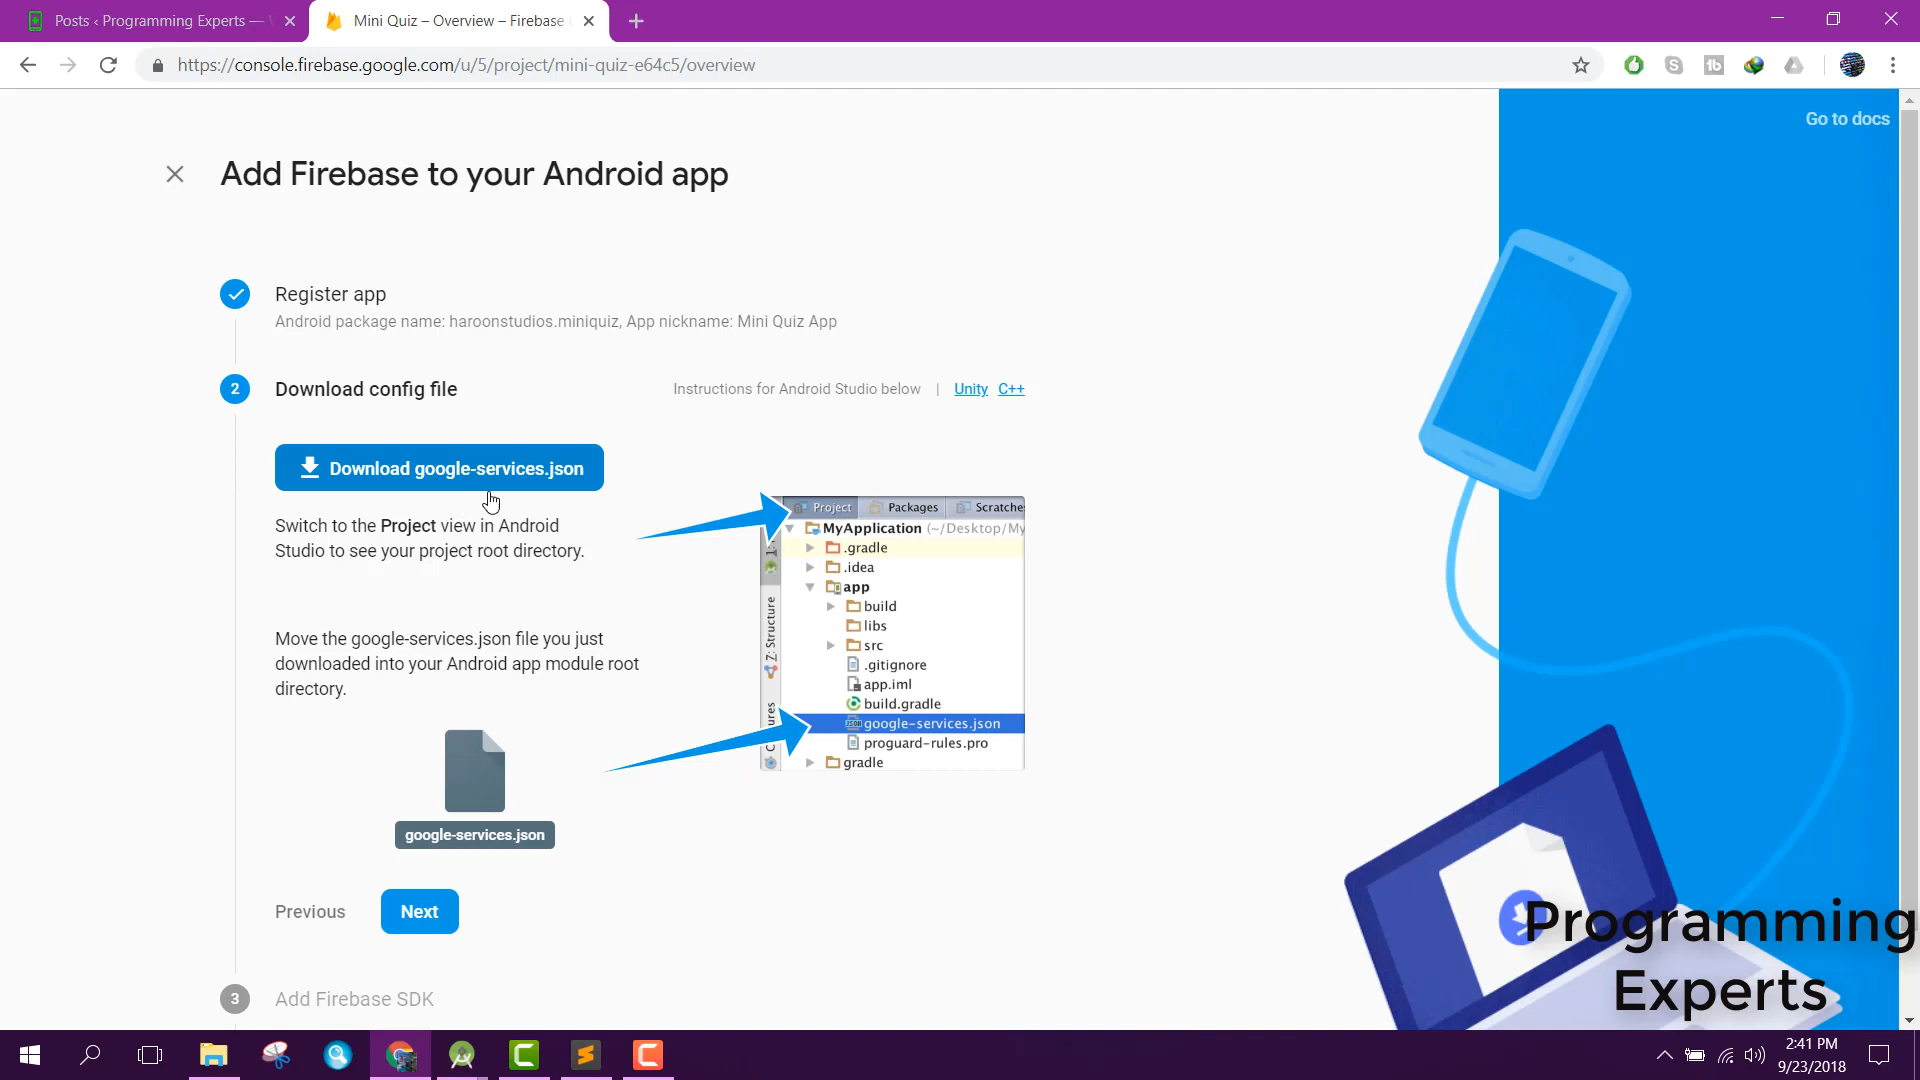 Posts ‹ Programming Experts —
Mini Quiz – Overview – Firebase
https://console.firebase.google.com/u/5/project/mini-quiz-e64c5/overview
Go to docs
Add Firebase to your Android app
Register app
Android package name: haroonstudios.miniquiz, App nickname: Mini Quiz App
2
Download config file
Instructions for Android Studio below | Unity C++
Download google-services.json
Switch to the Project view in Android
Studio to see your project root directory.
Move the google-services.json file you just
downloaded into your Android app module root
directory.
google-services.json
Project Packages Scratche
MyApplication (~/Desktop/My
.gradle
.idea
app
build
libs
src
.gitignore
app.iml
build.gradle
google-services.json
proguard-rules.pro
gradle
Z: Structure
Previous
Next
3
Add Firebase SDK
Programming
Experts
2:41 PM
9/23/2018